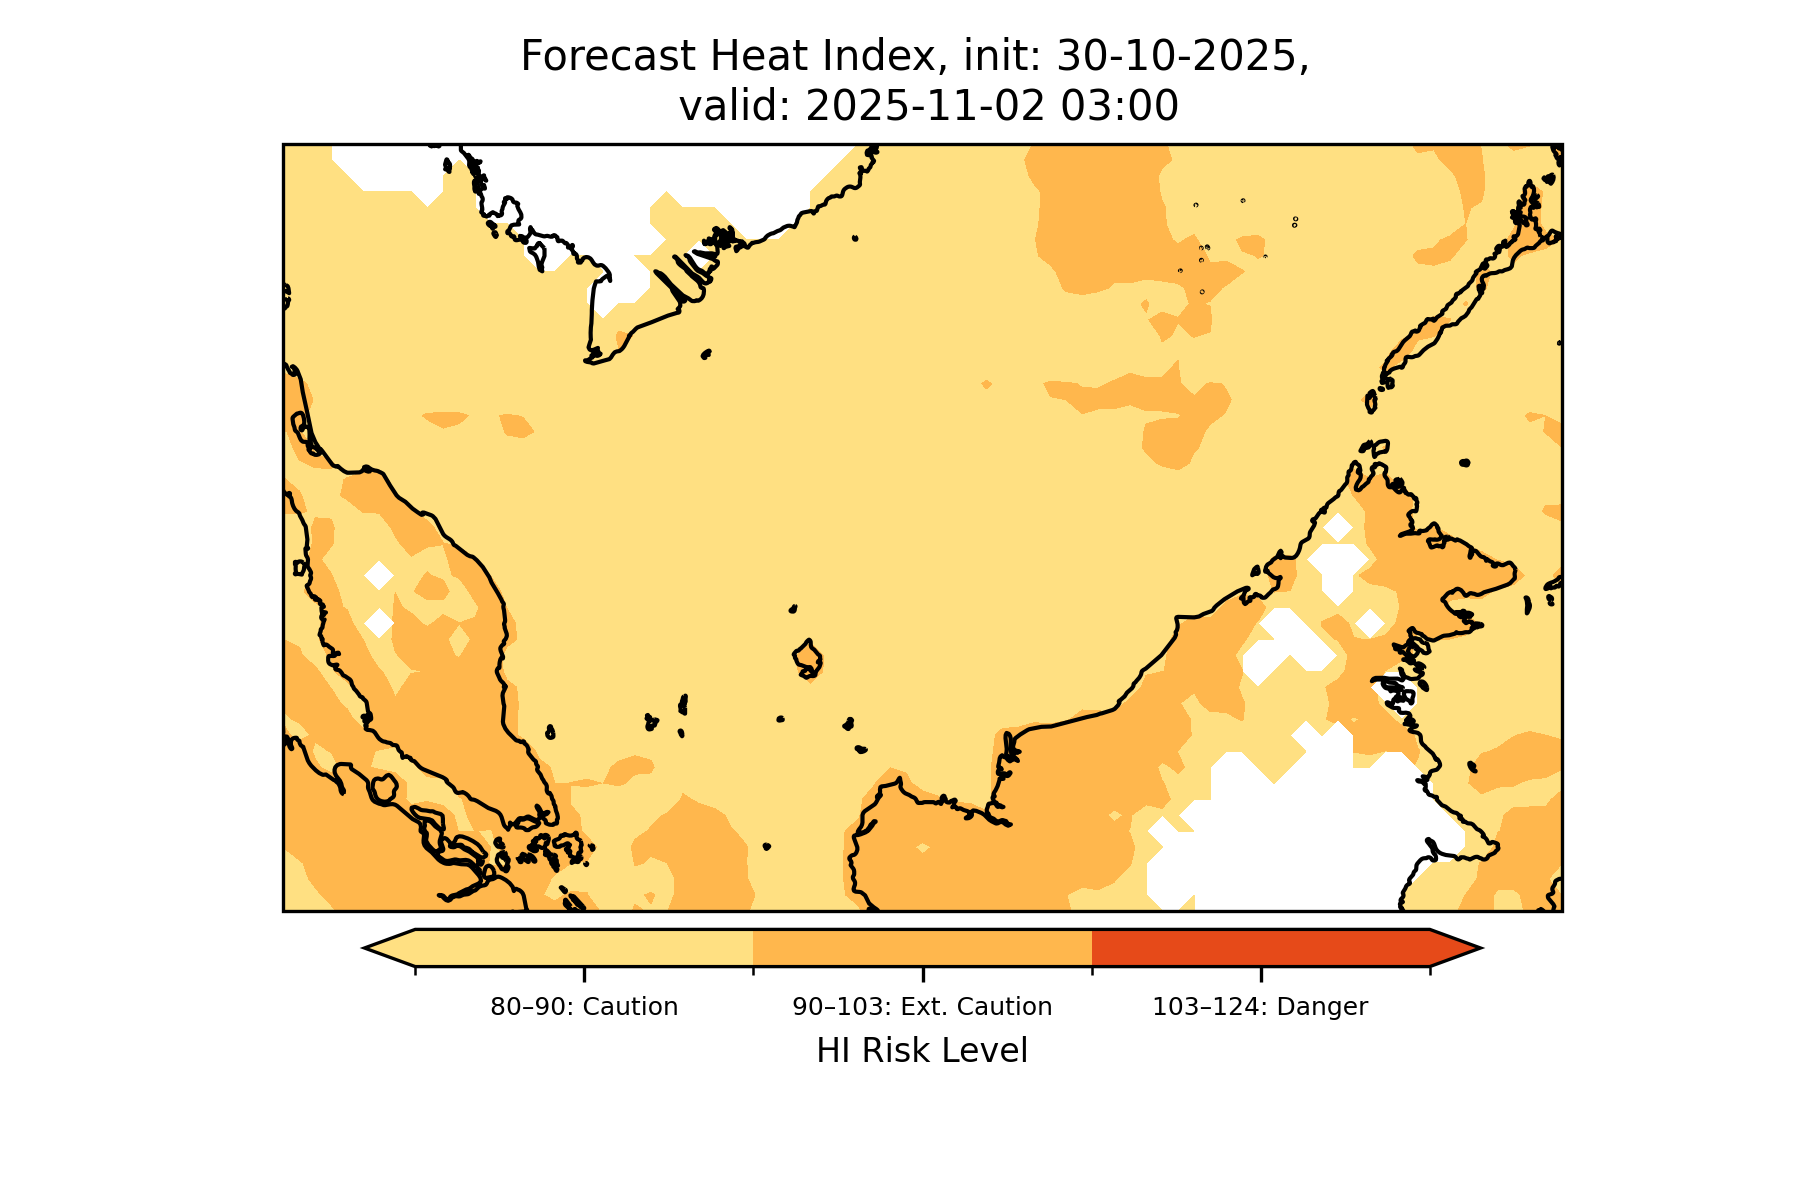 Forecast Heat Index, init: 30-10-2025,
valid: 2025-11-02 03:00
80–90: Caution
90–103: Ext. Caution
103–124: Danger
HI Risk Level